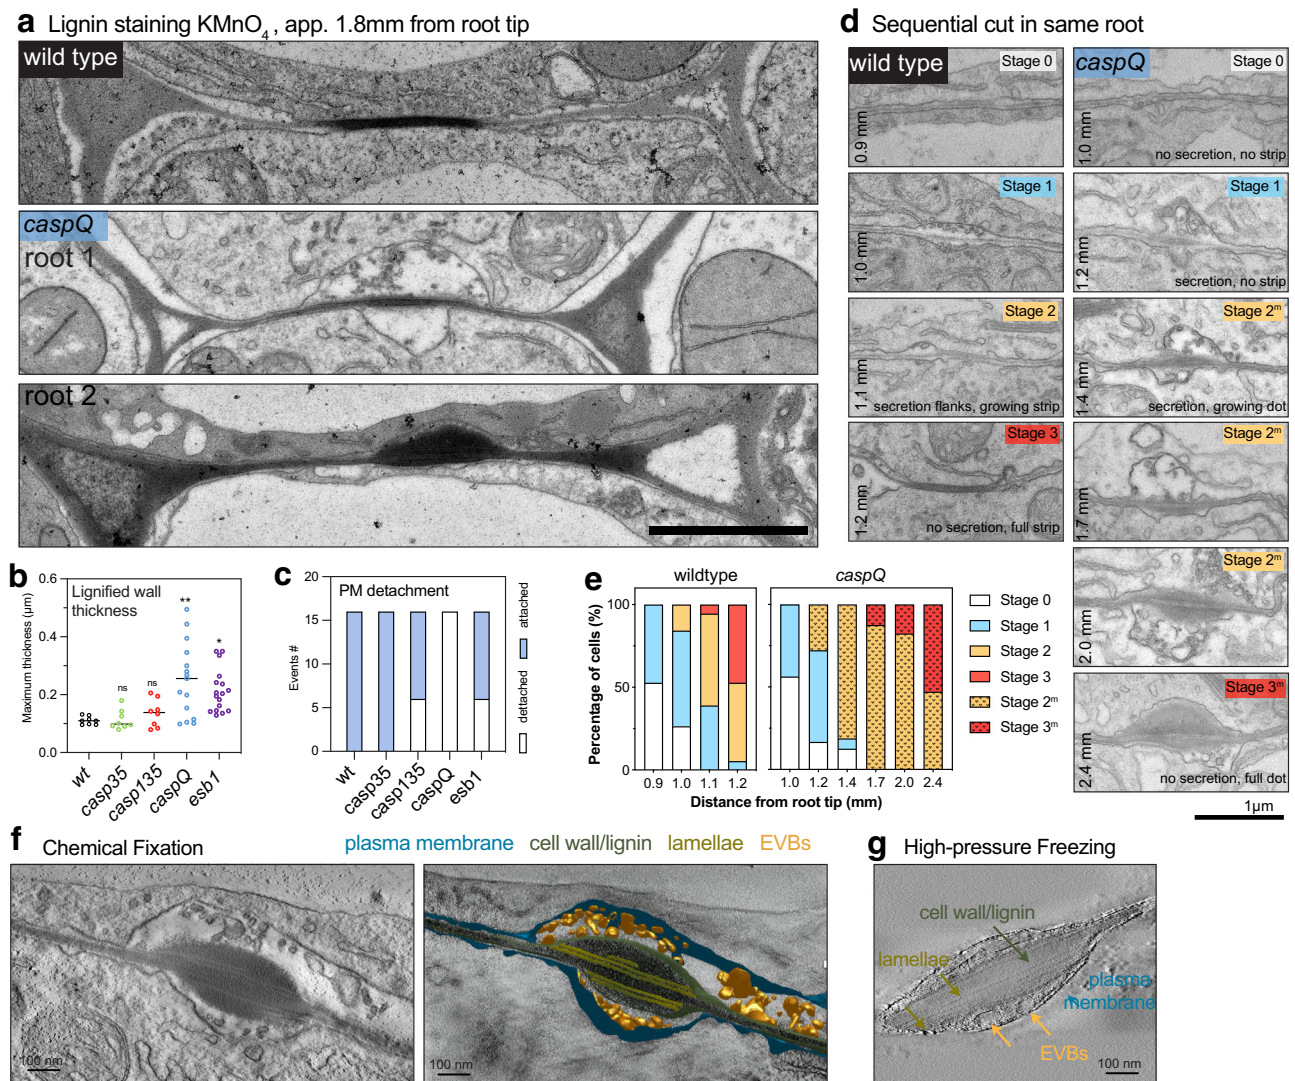 a Lignin staining KMnO4, app. 1.8mm from root tip
wild type
caspQ
root 1
root 2
d Sequential cut in same root
wild type
Stage 0
0.9 mm
Stage 1
1.0 mm
Stage 2
1.1 mm
secretion flanks, growing strip
Stage 3
1.2 mm
no secretion, full strip
caspQ
Stage 0
1.0 mm
no secretion, no strip
Stage 1
1.2 mm
secretion, no strip
Stage 2m
1.4 mm
secretion, growing dot
Stage 2m
1.7 mm
Stage 2m
2.0 mm
Stage 3m
2.4 mm
no secretion, full dot
1µm
b
Lignified wall
thickness
Maximum thickness (µm)
0.6
0.4
0.2
0.0
ns
ns
**
*
wt
casp35
casp135
caspQ
esb1
c
PM detachment
Events #
20
15
10
5
0
wt
casp35
casp135
caspQ
esb1
attached
dettached
e
wildtype
caspQ
Percentage of cells (%)
100
50
0
0.9 1.0 1.1 1.2
1.0 1.2 1.4 1.7 2.0 2.4
Distance from root tip (mm)
Stage 0
Stage 1
Stage 2
Stage 3
Stage 2m
Stage 3m
f Chemical Fixation
plasma membrane cell wall/lignin lamellae EVBs
100 nm
100 nm
g High-pressure Freezing
cell wall/lignin
lamellae
plasma
membrane
EVBs
100 nm